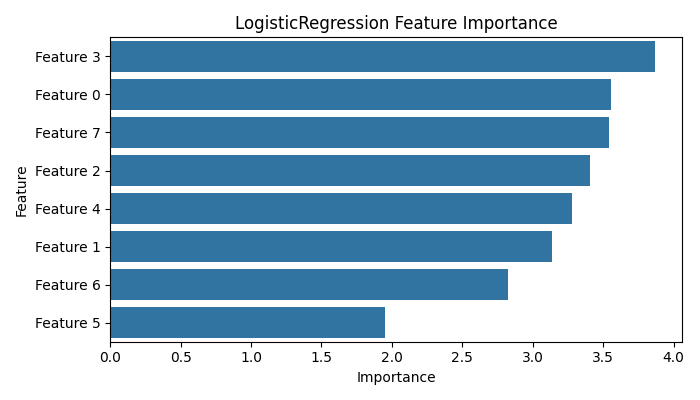 LogisticRegression Feature Importance
Feature 3
Feature 0
Feature 7
Feature 2
Feature 4
Feature 1
Feature 6
Feature 5
Feature
0.0 0.5 1.0 1.5 2.0 2.5 3.0 3.5 4.0
Importance